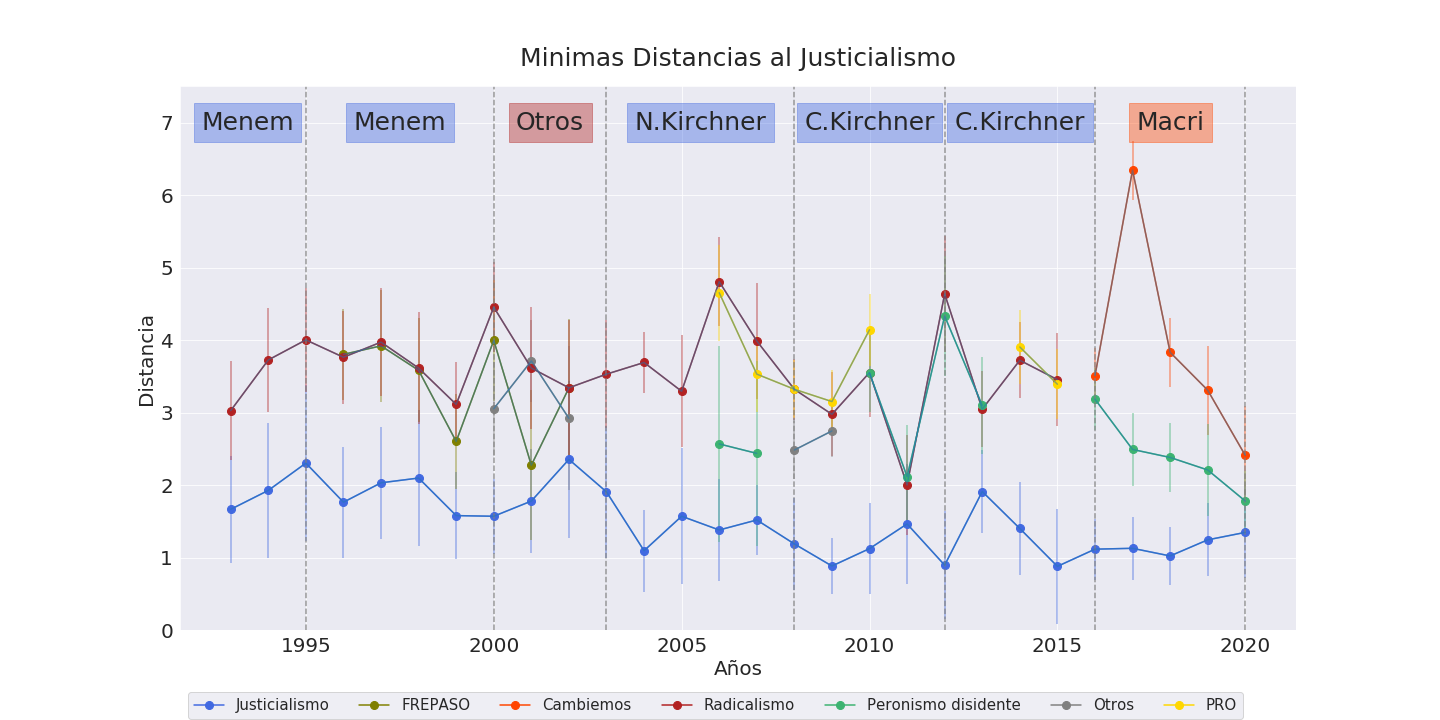 Minimas Distancias al Justicialismo
Menem Menem Otros N.Kirchner C.Kirchner C.Kirchner Macri
7
6
5
4
3
2
1
0
Distancia
1995 2000 2005 2010 2015 2020
Años
Justicialismo FREPASO Cambiemos Radicalismo Peronismo disidente Otros PRO